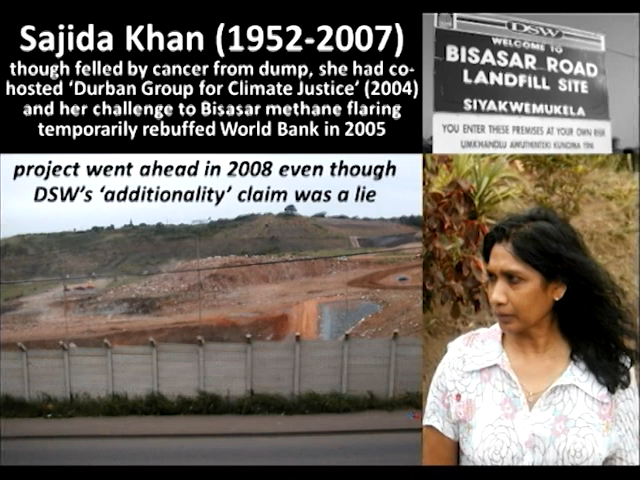 Sajida Khan (1952-2007)
though felled by cancer from dump, she had co-
hosted ‘Durban Group for Climate Justice’ (2004)
and her challenge to Bisasar methane flaring
temporarily rebuffed World Bank in 2005
project went ahead in 2008 even though
DSW’s ‘additionality’ claim was a lie
DSW
WELCOME TO
BISASAR ROAD
LANDFILL SITE
SIYAKWEMUKELA
YOU ENTER THESE PREMISES AT YOUR OWN RISK